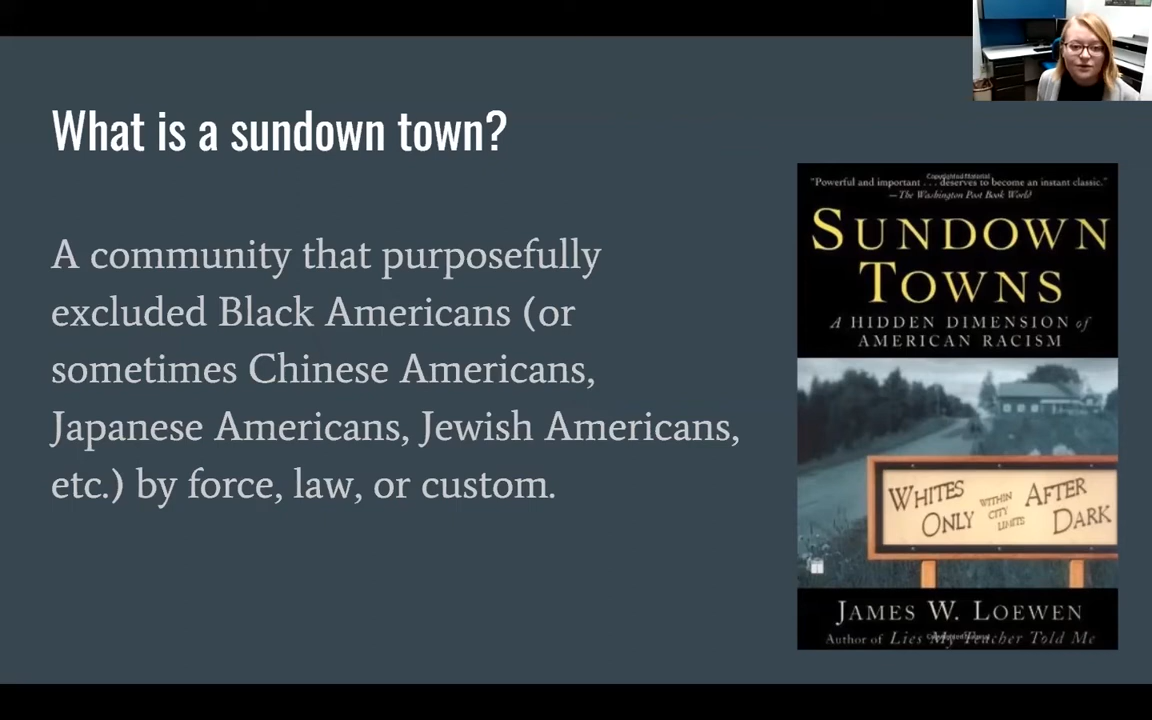 What is a sundown town?
A community that purposefully
excluded Black Americans (or
sometimes Chinese Americans,
Japanese Americans, Jewish Americans,
etc.) by force, law, or custom.
Copyrighted Material
"Powerful and important . . . deserves to become an instant classic."
—The Washington Post Book World
SUNDOWN
TOWNS
A HIDDEN DIMENSION of
AMERICAN RACISM
WHITES ONLY WITHIN CITY LIMITS AFTER DARK
JAMES W. LOEWEN
Author of Lies My Teacher Told Me